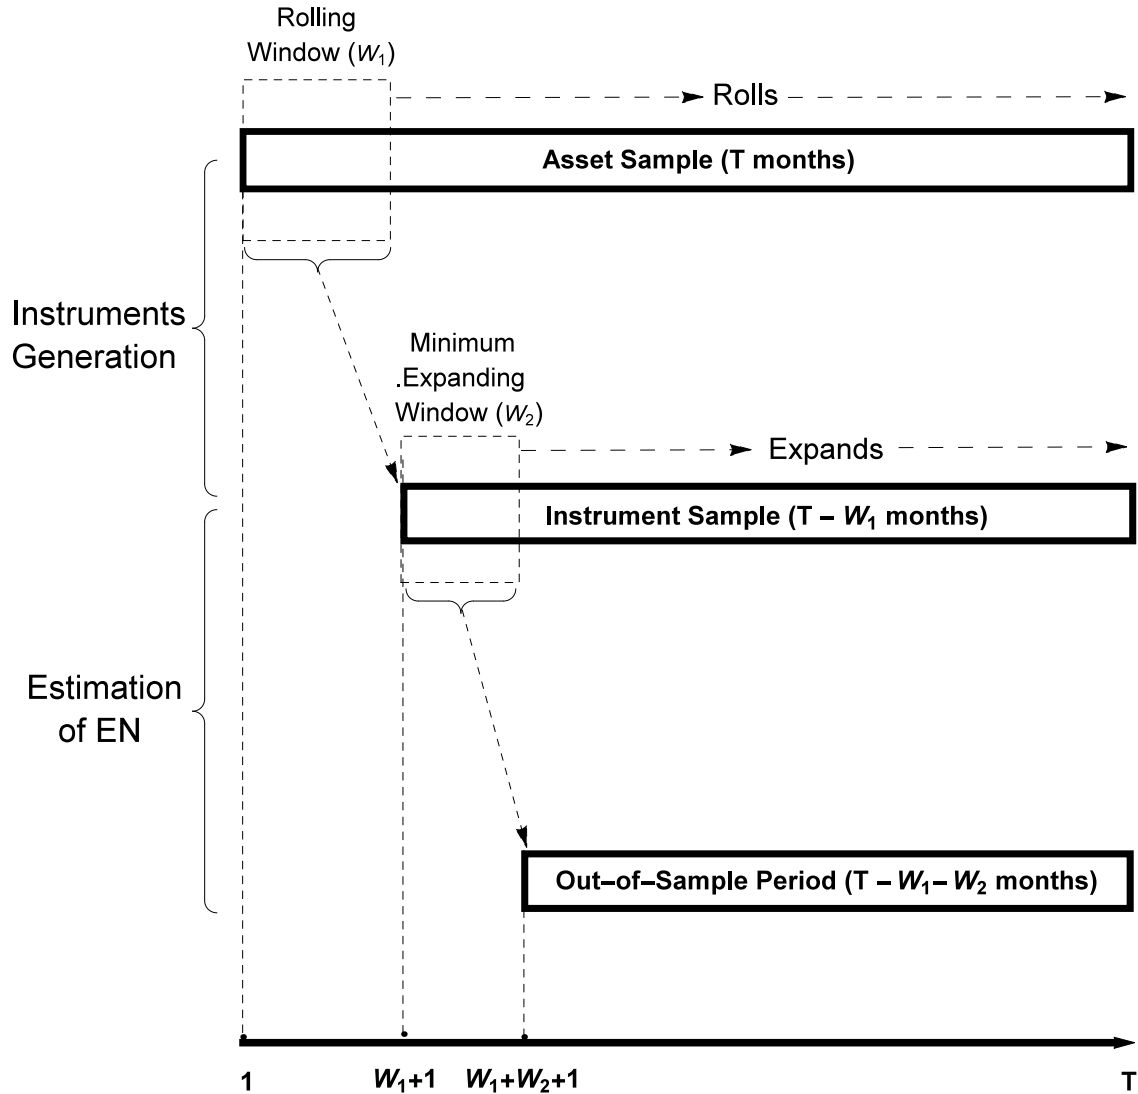 Rolling
Window (W₁)
Rolls
Asset Sample (T months)
Instruments
Generation
Minimum
.Expanding
Window (W₂)
Expands
Instrument Sample (T – W₁ months)
Estimation
of EN
Out–of–Sample Period (T – W₁– W₂ months)
1
W₁+1
W₁+W₂+1
T